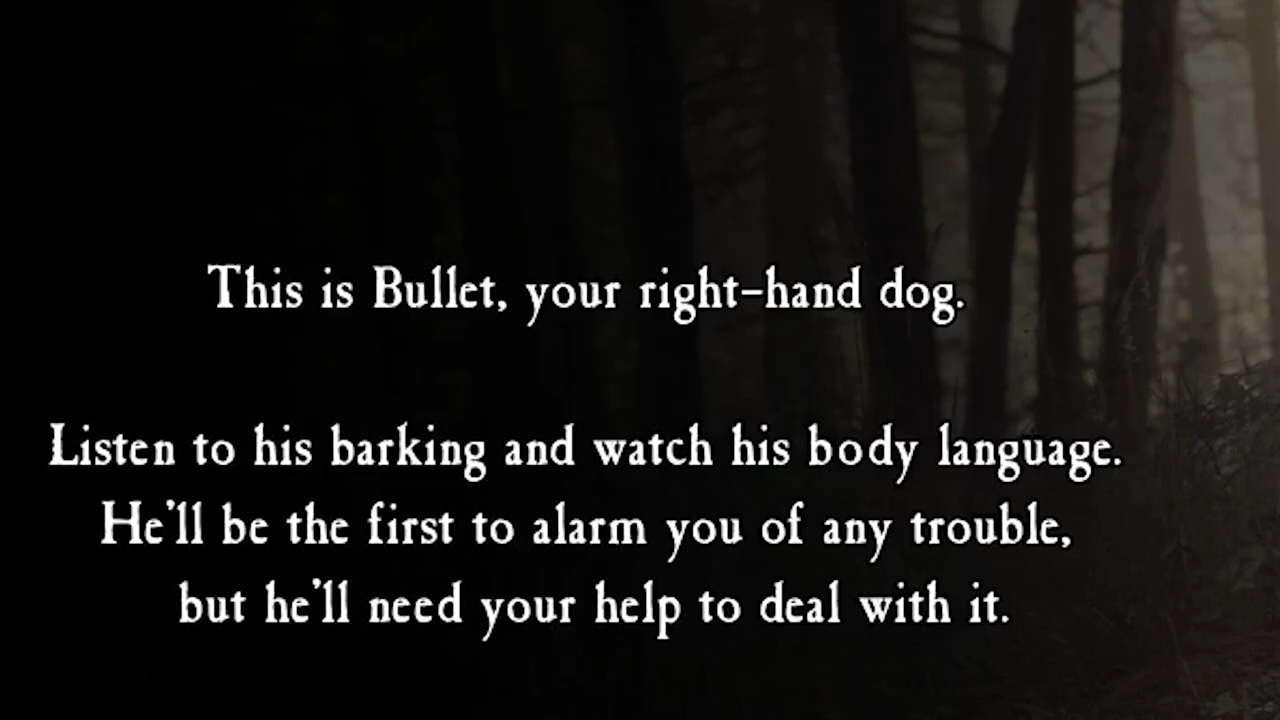 This is Bullet, your right-hand dog.
Listen to his barking and watch his body language.
He'll be the first to alarm you of any trouble,
but he'll need your help to deal with it.